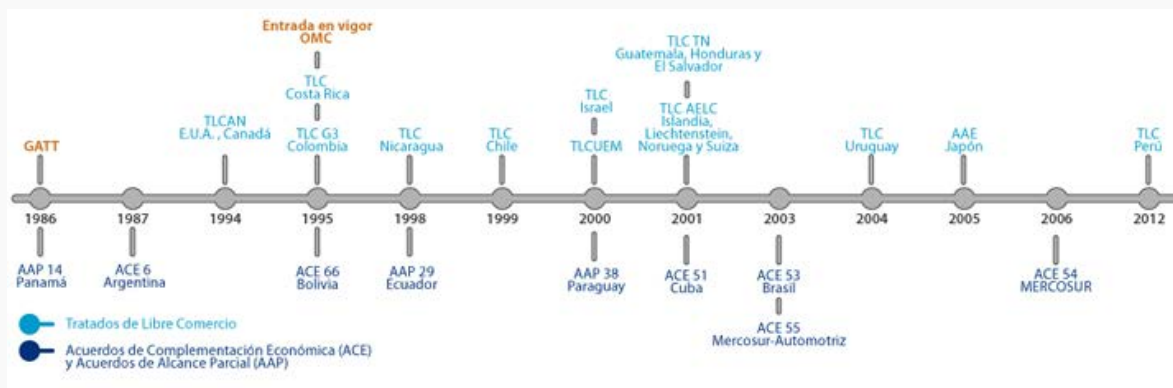 Entrada en vigor
OMC
TLC
Costa Rica
TLC G3
Colombia
GATT
TLCAN
E.U.A. , Canadá
TLC
Nicaragua
TLC
Chile
TLC
Israel
TLCUEM
TLC TN
Guatemala, Honduras y
El Salvador
TLC AELC
Islandia,
Liechtenstein,
Noruega y Suiza
TLC
Uruguay
AAE
Japón
TLC
Perú
1986
1987
1994
1995
1998
1999
2000
2001
2003
2004
2005
2006
2012
AAP 14
Panamá
ACE 6
Argentina
ACE 66
Bolivia
AAP 29
Ecuador
AAP 38
Paraguay
ACE 51
Cuba
ACE 53
Brasil
ACE 55
Mercosur-Automotriz
ACE 54
MERCOSUR
Tratados de Libre Comercio
Acuerdos de Complementación Económica (ACE)
y Acuerdos de Alcance Parcial (AAP)